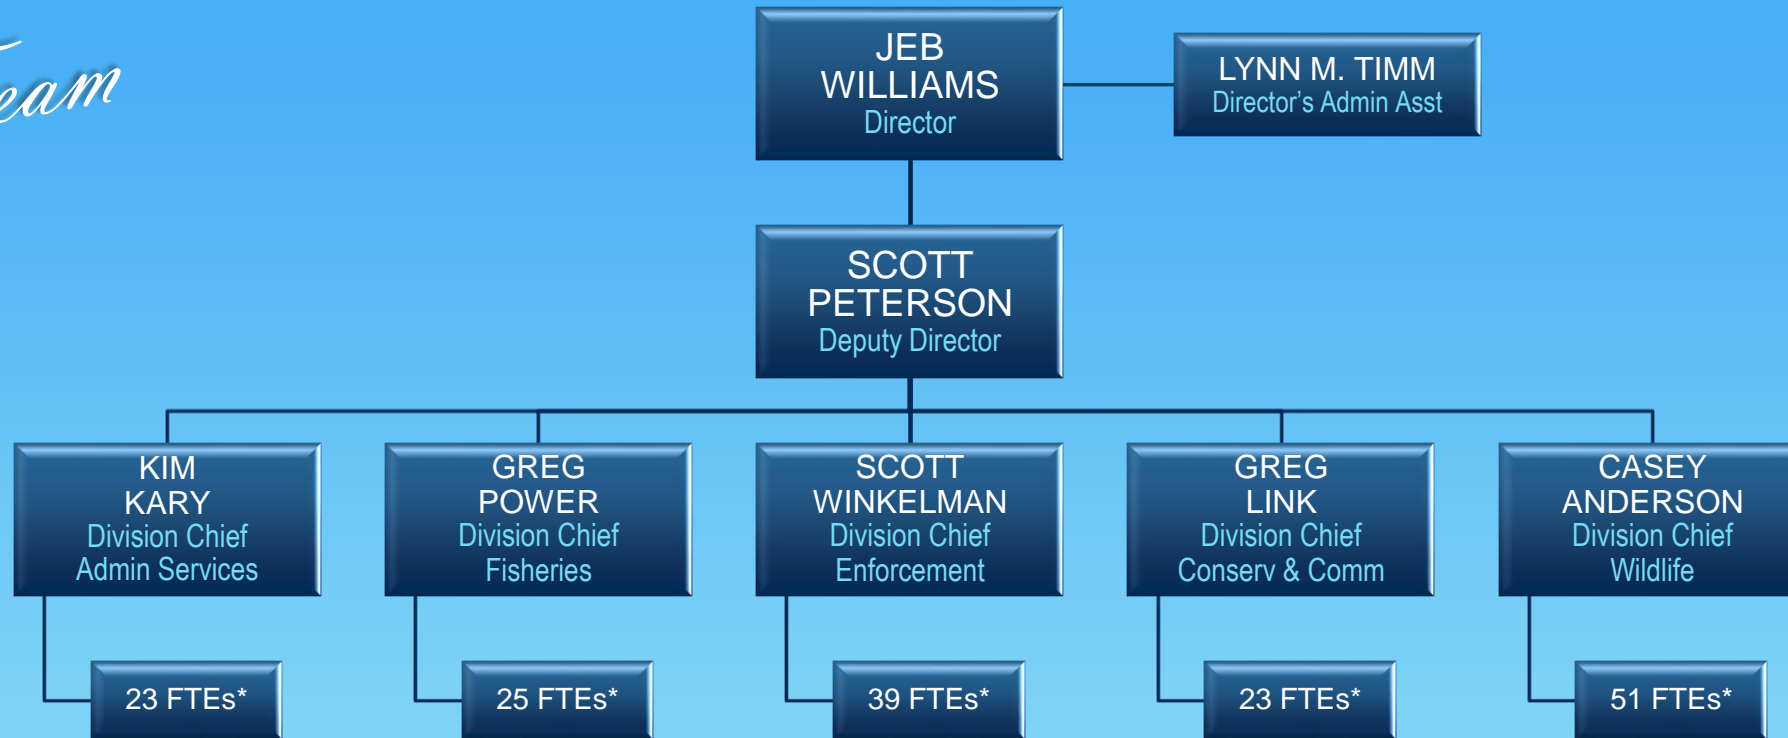 Team
JEB
WILLIAMS
Director
LYNN M. TIMM
Director's Admin Asst
SCOTT
PETERSON
Deputy Director
KIM
KARY
Division Chief
Admin Services
GREG
POWER
Division Chief
Fisheries
SCOTT
WINKELMAN
Division Chief
Enforcement
GREG
LINK
Division Chief
Conserv & Comm
CASEY
ANDERSON
Division Chief
Wildlife
23 FTEs*
25 FTEs*
39 FTEs*
23 FTEs*
51 FTEs*